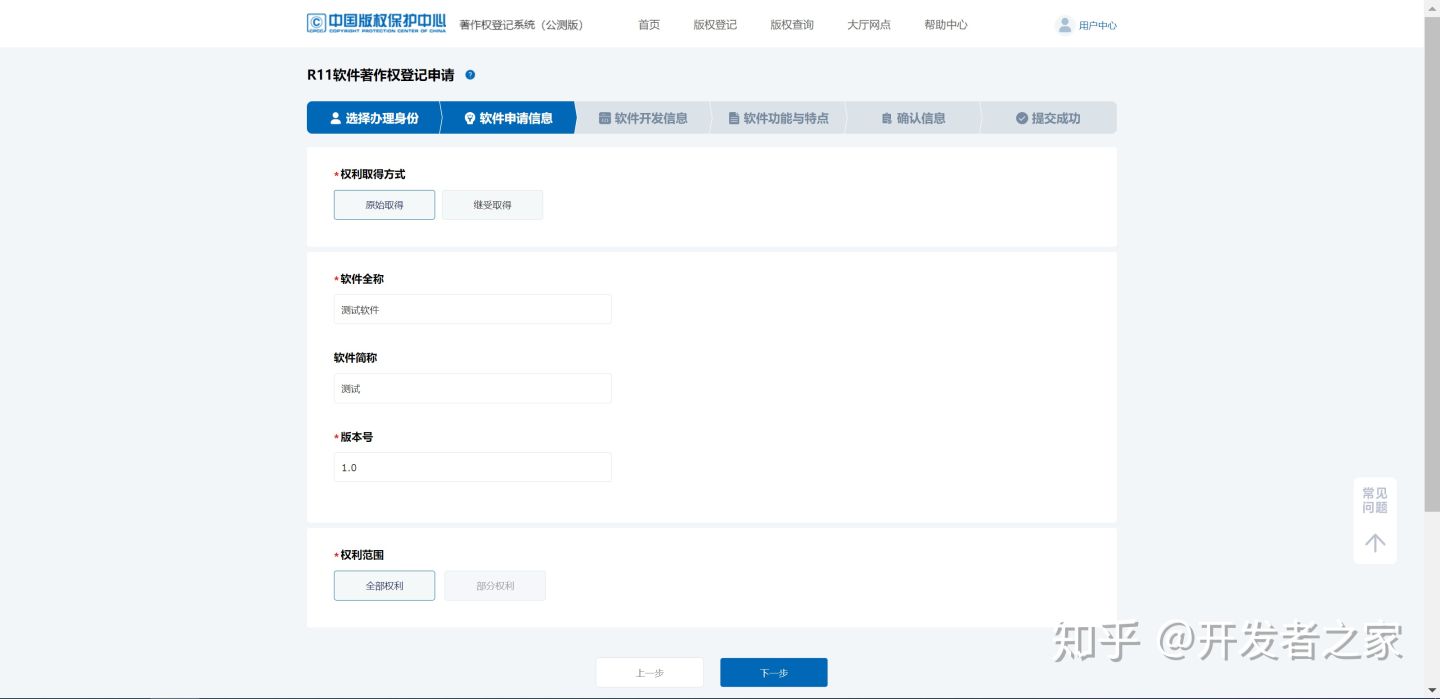 中国版权保护中心 著作权登记系统（公测版） 首页 版权登记 版权查询 大厅网点 帮助中心 用户中心
CPCC COPYRIGHT PROTECTION CENTER OF CHINA
R11软件著作权登记申请 ?
选择办理身份 软件申请信息 软件开发信息 软件功能与特点 确认信息 提交成功
*权利取得方式
原始取得 继受取得
*软件全称
测试软件
软件简称
测试
*版本号
1.0
常见
问题
*权利范围
全部权利 部分权利
知乎 @开发者之家
上一步 下一步